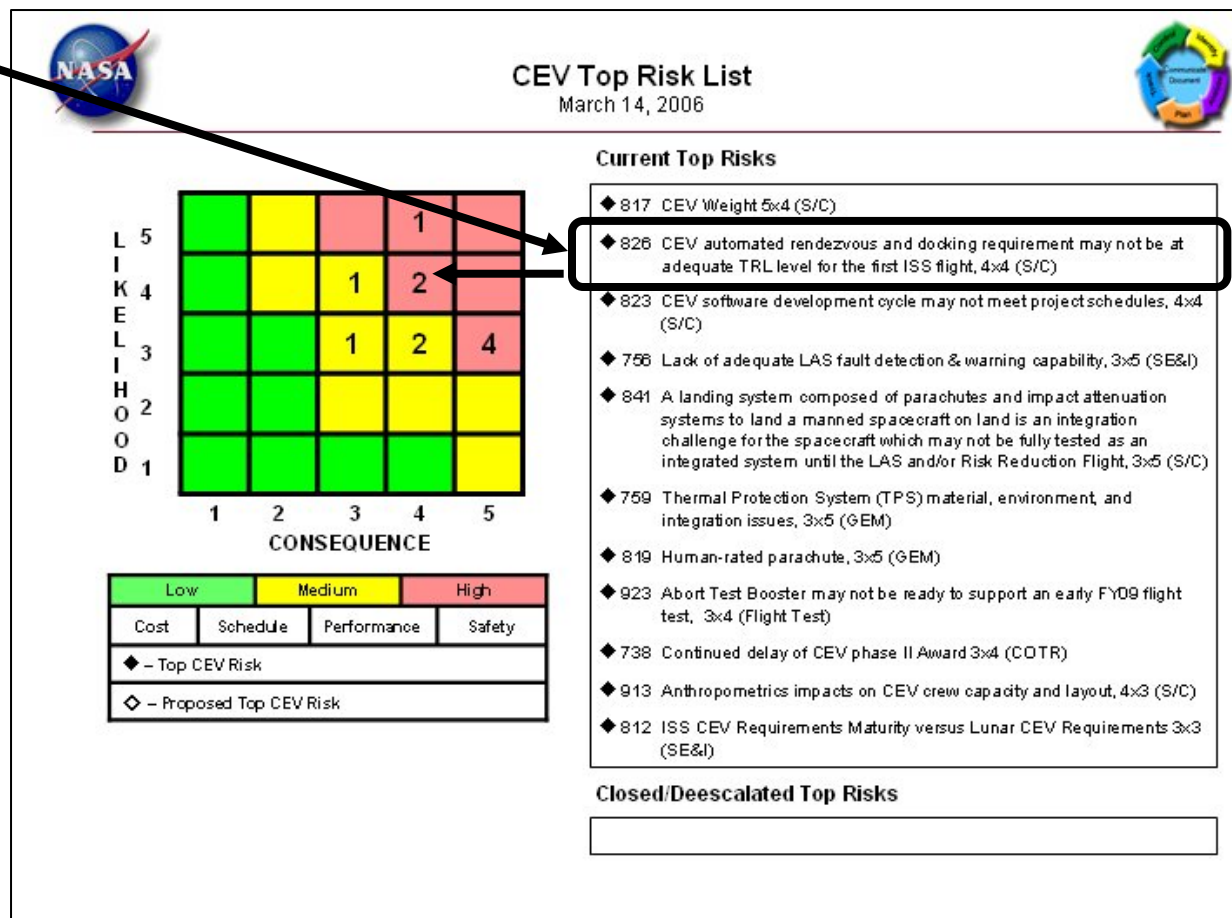 NASA
CEV Top Risk List
March 14, 2006
Control
Identify
Communicate
Document
Plan
Current Top Risks
◆ 817 CEV Weight 5x4 (S/C)
◆ 826 CEV automated rendezvous and docking requirement may not be at
adequate TRL level for the first ISS flight, 4x4 (S/C)
◆ 823 CEV software development cycle may not meet project schedules, 4x4
(S/C)
◆ 756 Lack of adequate LAS fault detection & warning capability, 3x5 (SE&I)
◆ 841 A landing system composed of parachutes and impact attenuation
systems to land a manned spacecraft on land is an integration
challenge for the spacecraft which may not be fully tested as an
integrated system until the LAS and/or Risk Reduction Flight, 3x5 (S/C)
◆ 759 Thermal Protection System (TPS) material, environment, and
integration issues, 3x5 (GEM)
◆ 819 Human-rated parachute, 3x5 (GEM)
◆ 923 Abort Test Booster may not be ready to support an early FY09 flight
test, 3x4 (Flight Test)
◆ 738 Continued delay of CEV phase II Award 3x4 (COTR)
◆ 913 Anthropometrics impacts on CEV crew capacity and layout, 4x3 (S/C)
◆ 812 ISS CEV Requirements Maturity versus Lunar CEV Requirements 3x3
(SE&I)
Closed/Deescalated Top Risks
LIKELIHOOD
5 1
4 1 2
3 1 2 4
2
1
1 2 3 4 5
CONSEQUENCE
Low Medium High
Cost Schedule Performance Safety
◆ – Top CEV Risk
◇ – Proposed Top CEV Risk